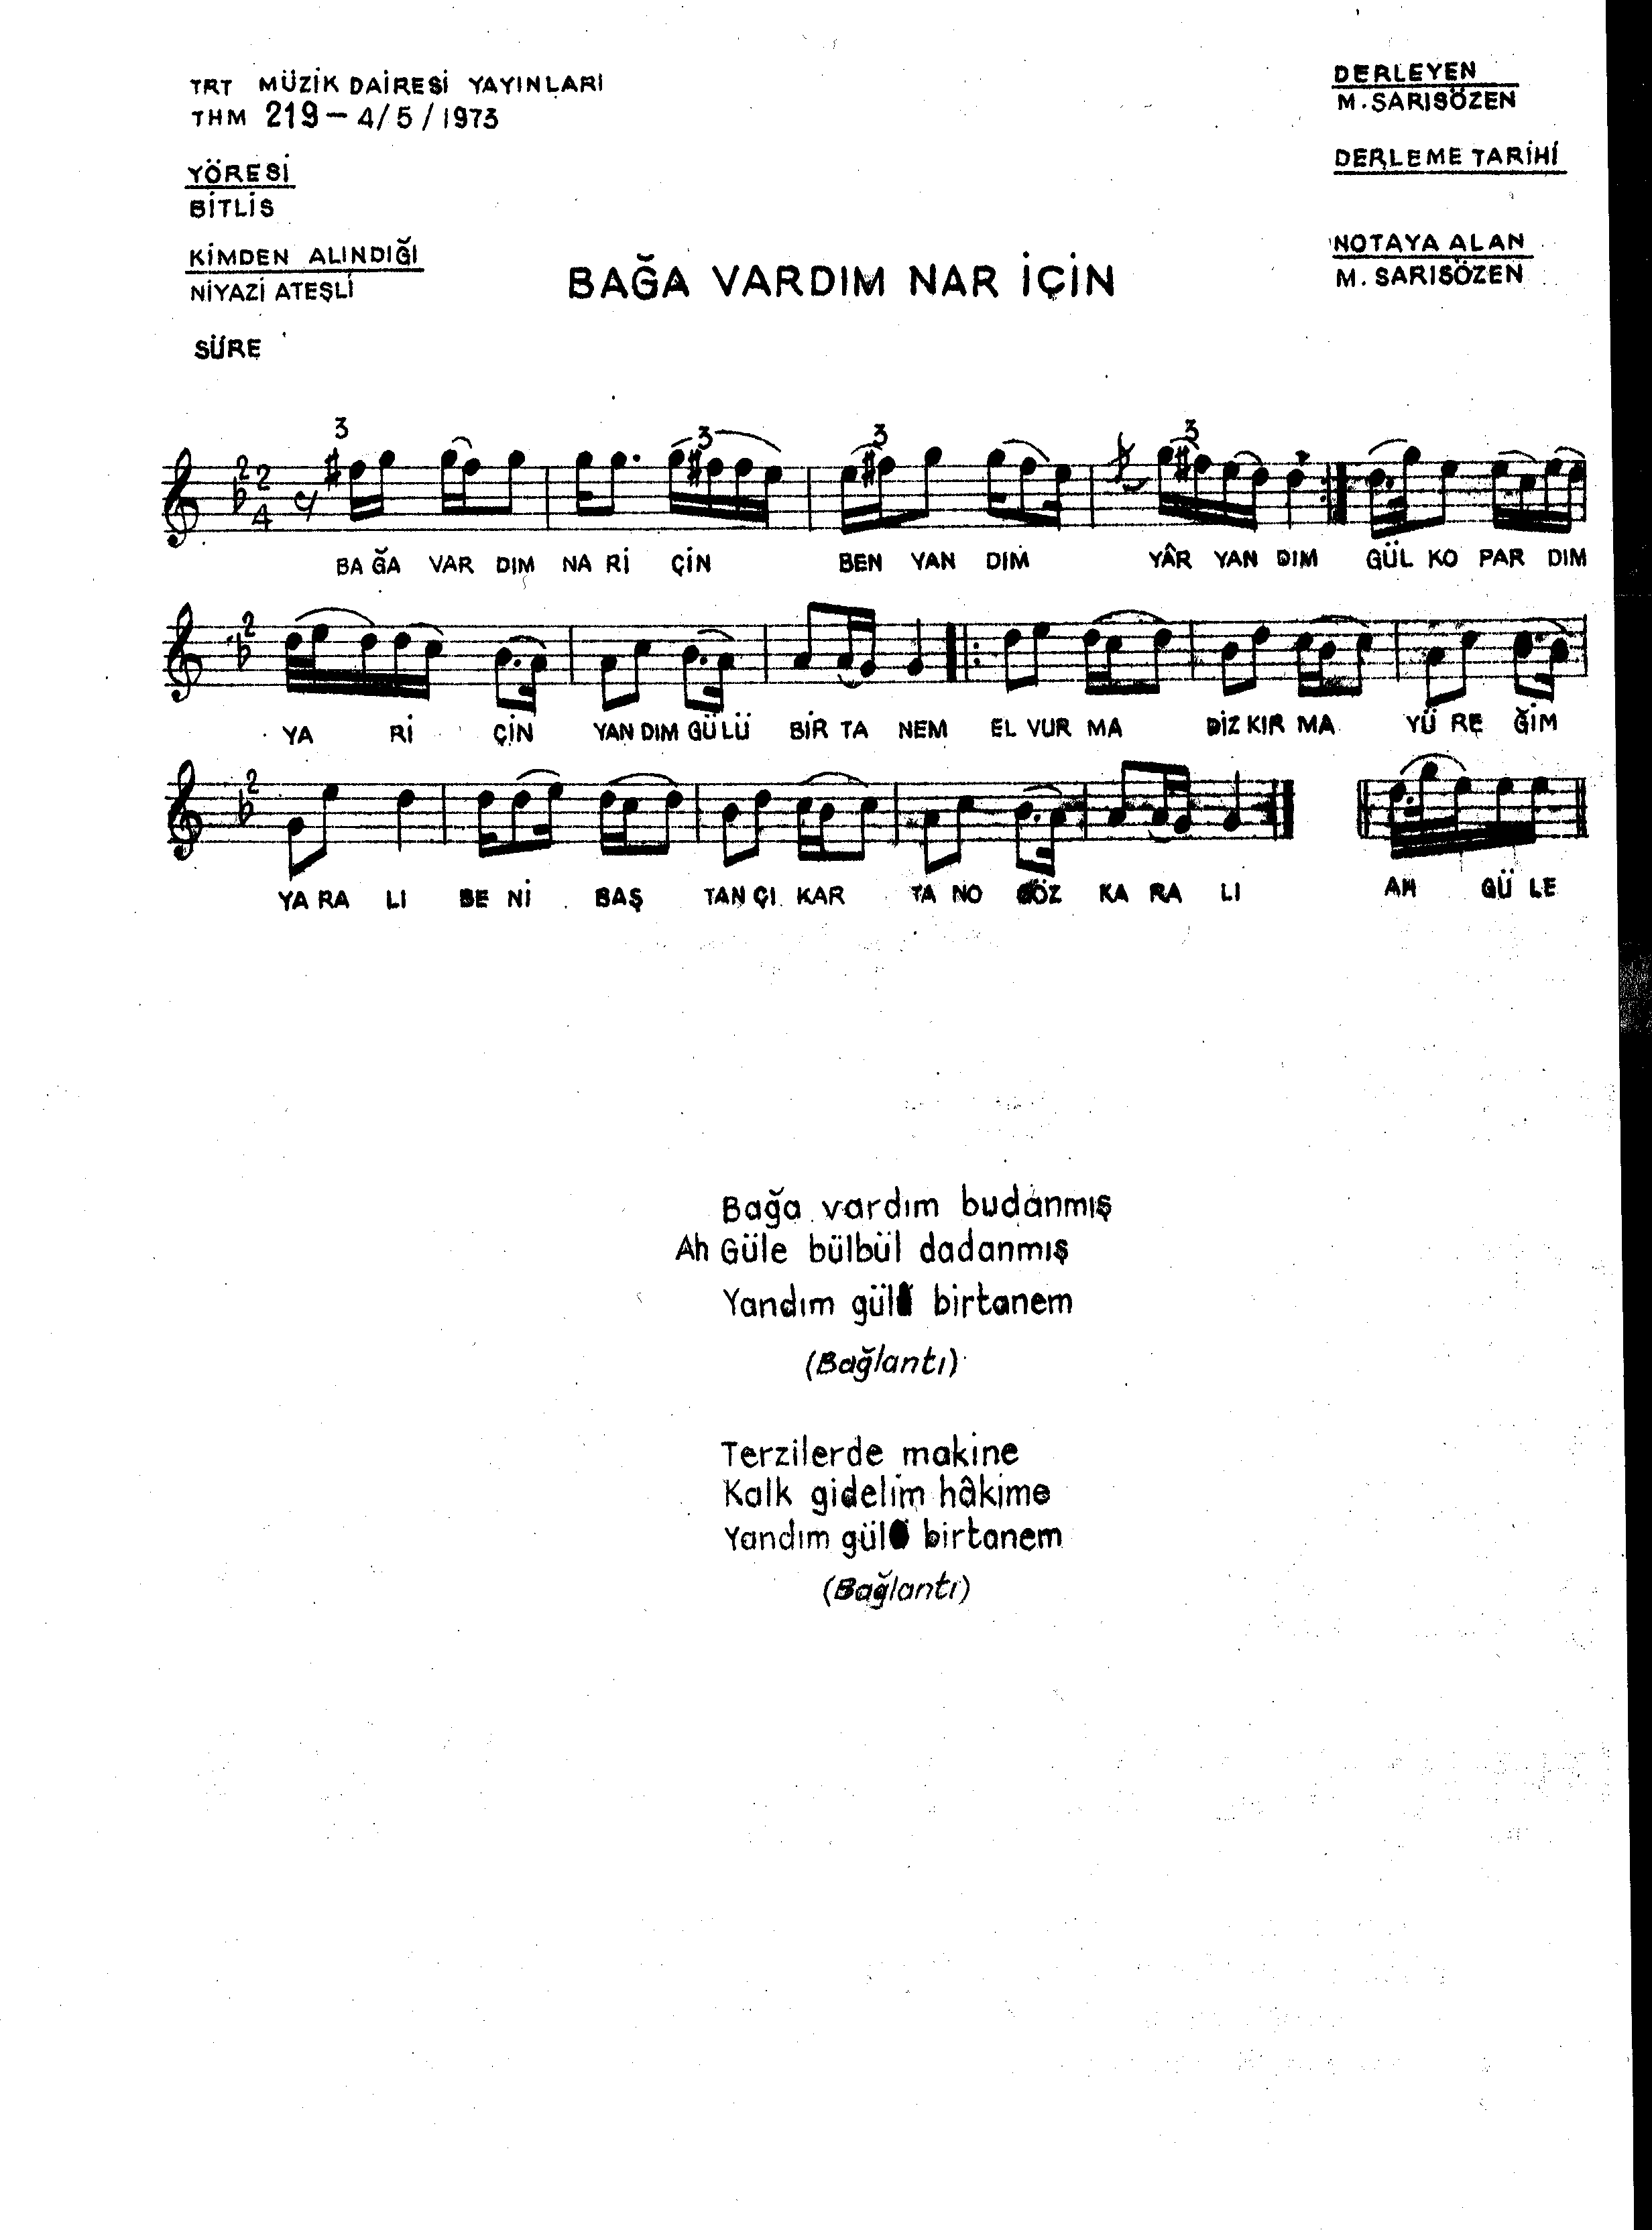 TRT MÜZİK DAİRESİ YAYINLARI
THM 219 – 4/5/1973
YÖRESİ
BİTLİS
KİMDEN ALINDIĞI
NİYAZİ ATEŞLİ
SÜRE
DERLEYEN
M. SARISÖZEN
DERLEME TARİHİ
NOTAYA ALAN
M. SARISÖZEN
BAĞA VARDIM NAR İÇİN
3 3 3 3
2 2 4
BA ĞA VAR DIM NA Rİ ÇİN BEN YAN DIM YÂR YAN DIM GÜL KO PAR DIM
2
YA Rİ ÇİN YAN DIM GÜ LÜ BİR TA NEM EL VUR MA DİZ KIR MA YÜ RE ĞİM
2
YA RA LI BE Nİ BAŞ TAN ÇI KAR TA NO GÖZ KA RA LI AH GÜ LE
Bağa vardım budanmış
Ah Güle bülbül dadanmış
Yandım gülü birtanem
(Bağlantı)
Terzilerde makine
Kalk gidelim hâkime
Yandım gülü birtanem
(Bağlantı)